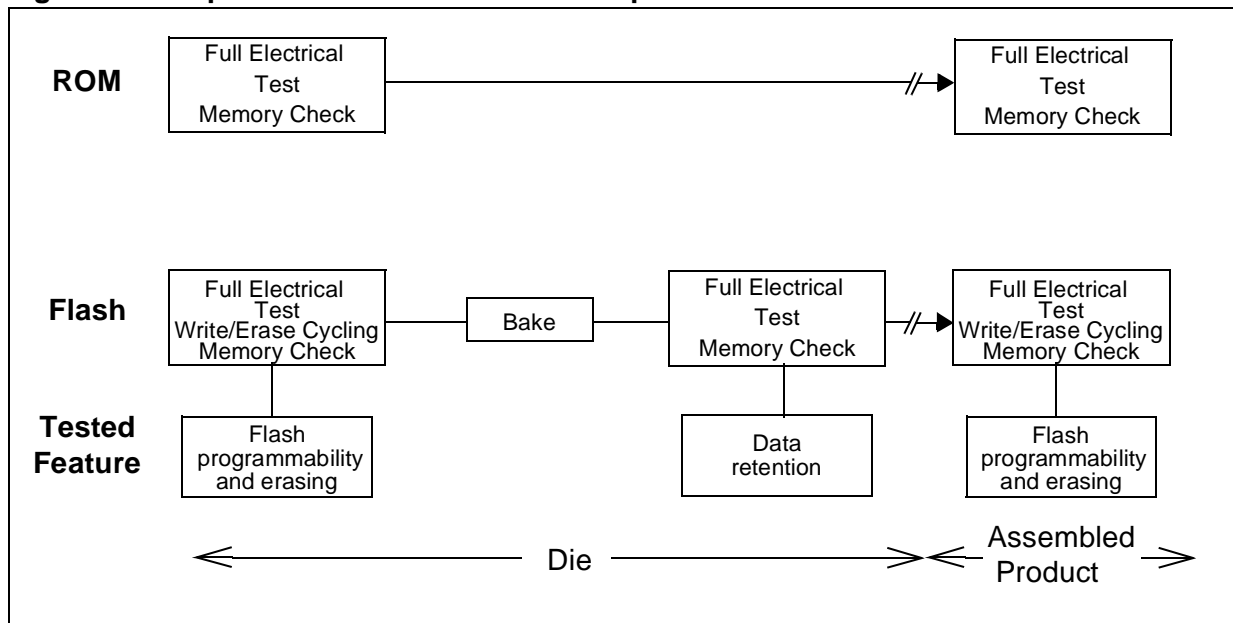 ROM
Full Electrical
Test
Memory Check
Full Electrical
Test
Memory Check
Flash
Full Electrical
Test
Write/Erase Cycling
Memory Check
Bake
Full Electrical
Test
Memory Check
Full Electrical
Test
Write/Erase Cycling
Memory Check
Tested
Feature
Flash
programmability
and erasing
Data
retention
Flash
programmability
and erasing
Die
Assembled
Product